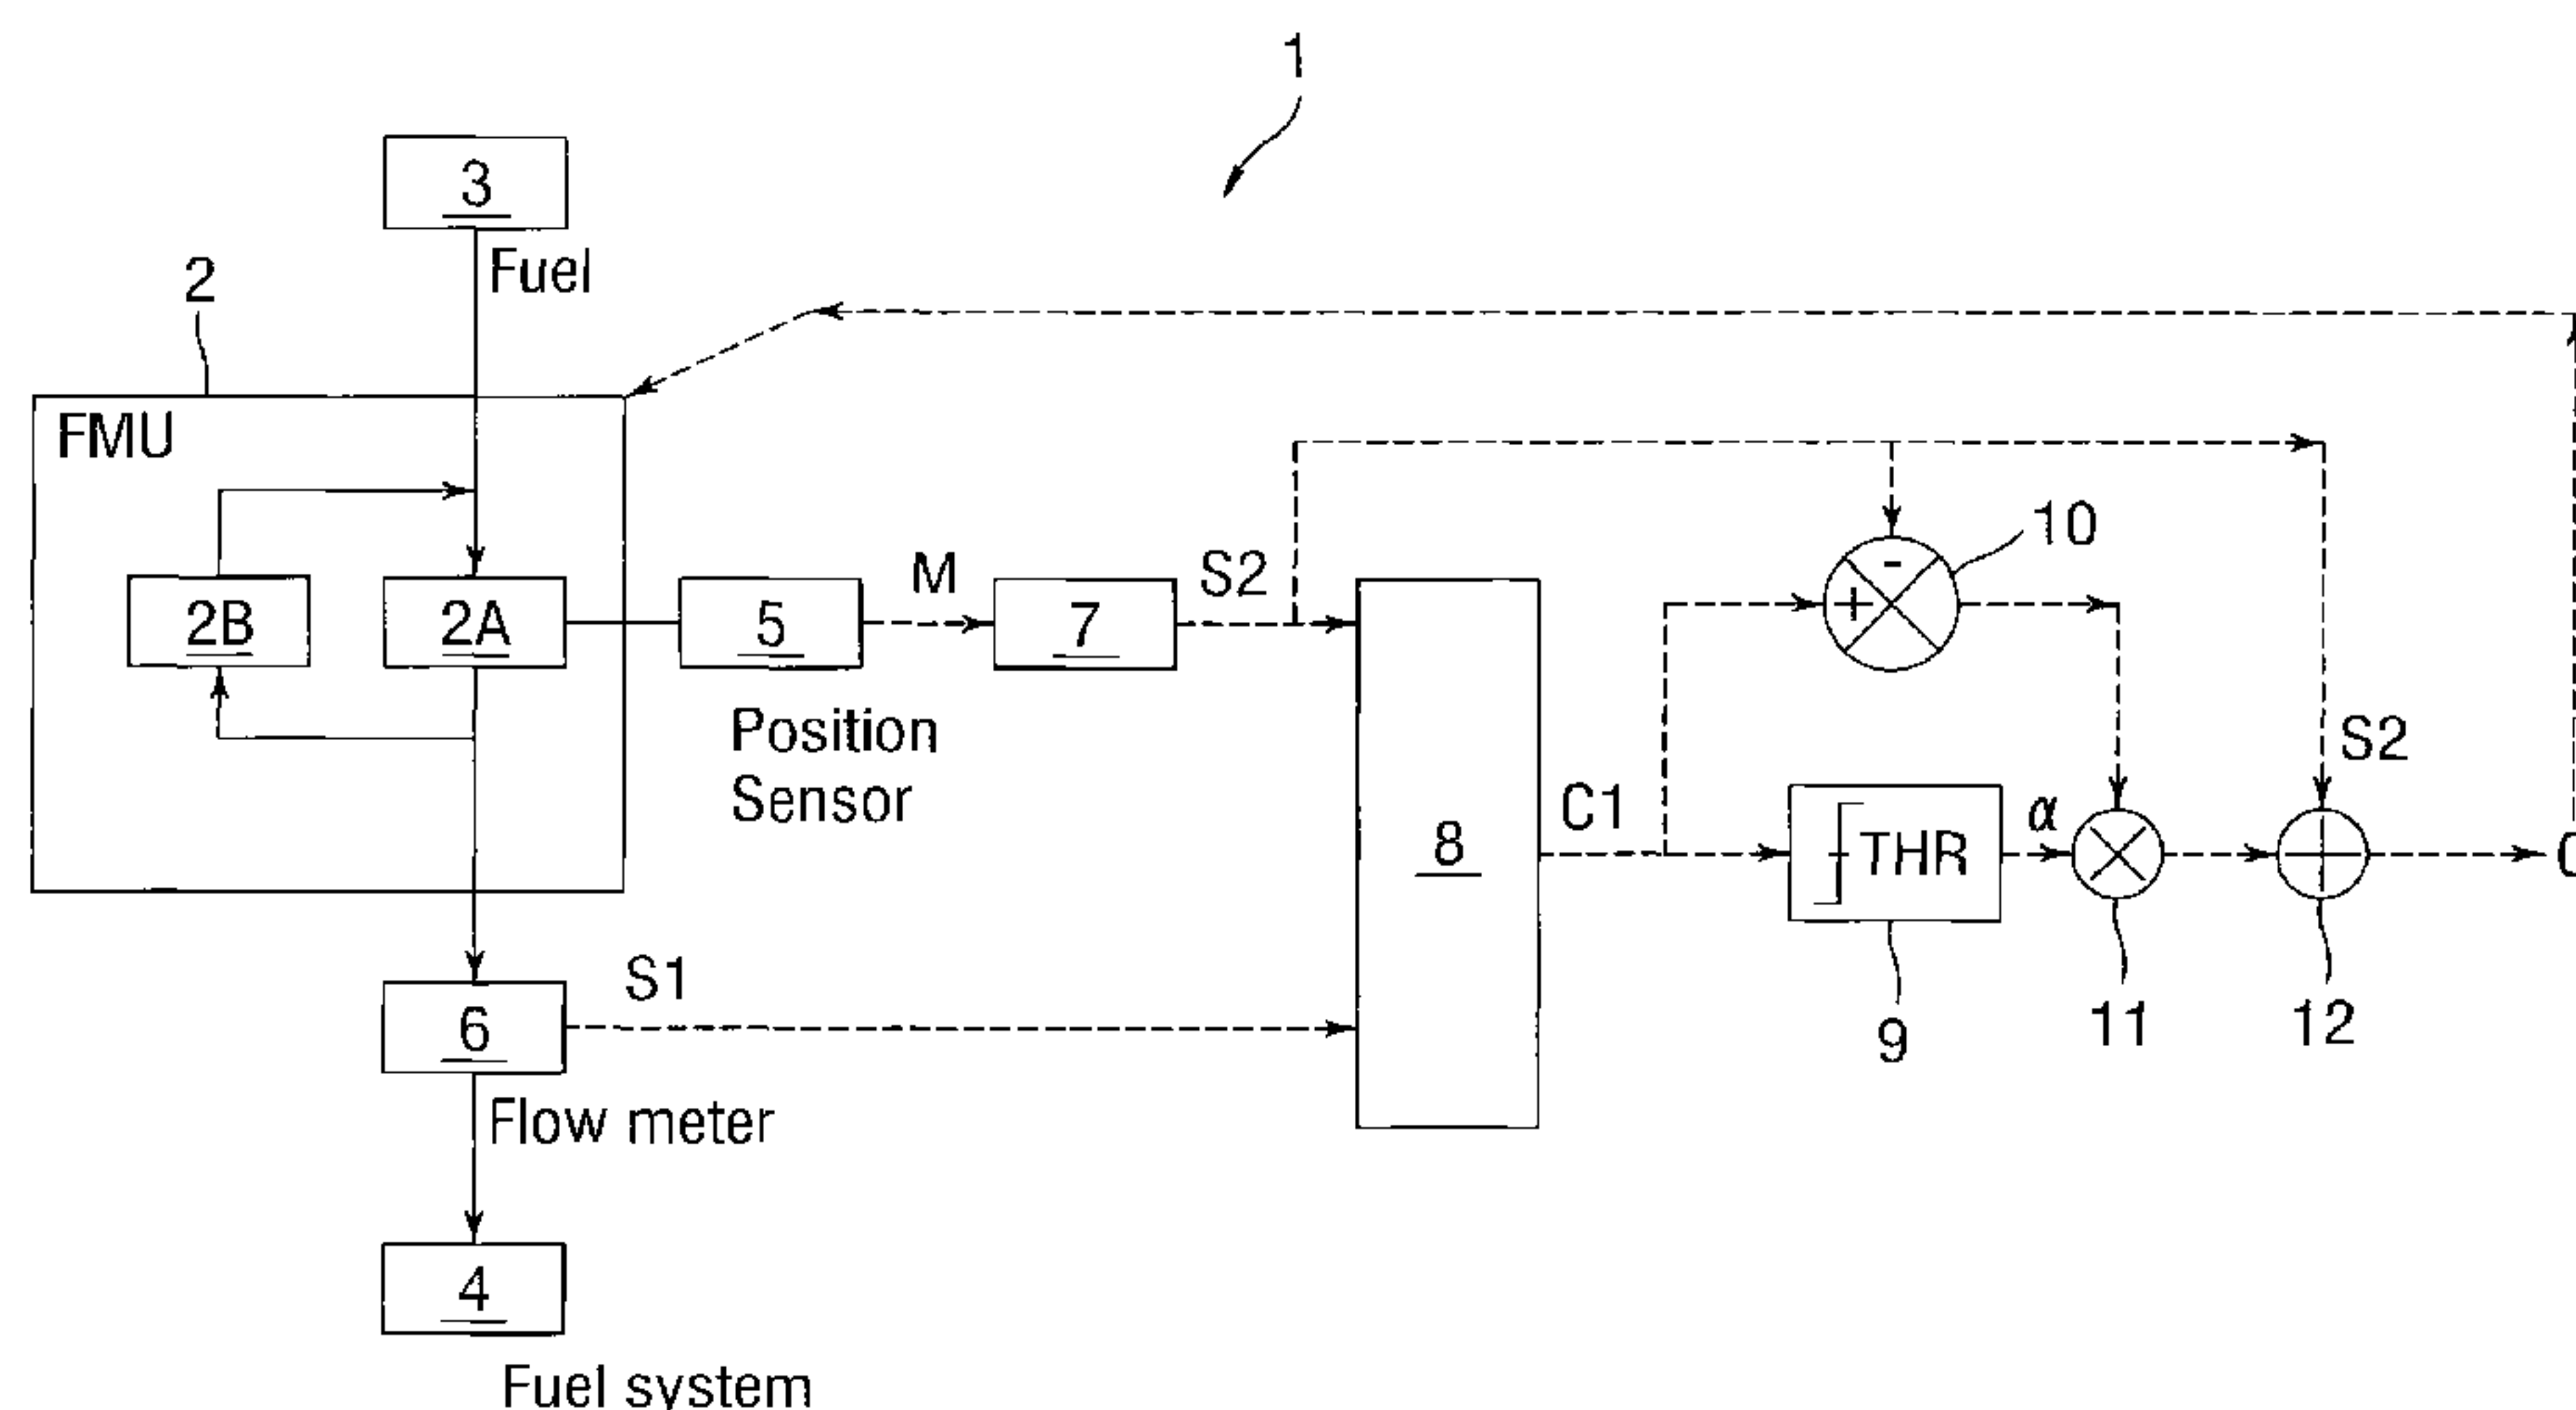 1
3
Fuel
2
FMU
10
2B
2A
5
M
7
S2
-
+
Position
Sensor
S2
8
C1
THR
α
6
S1
9
11
12
Flow meter
4
Fuel system